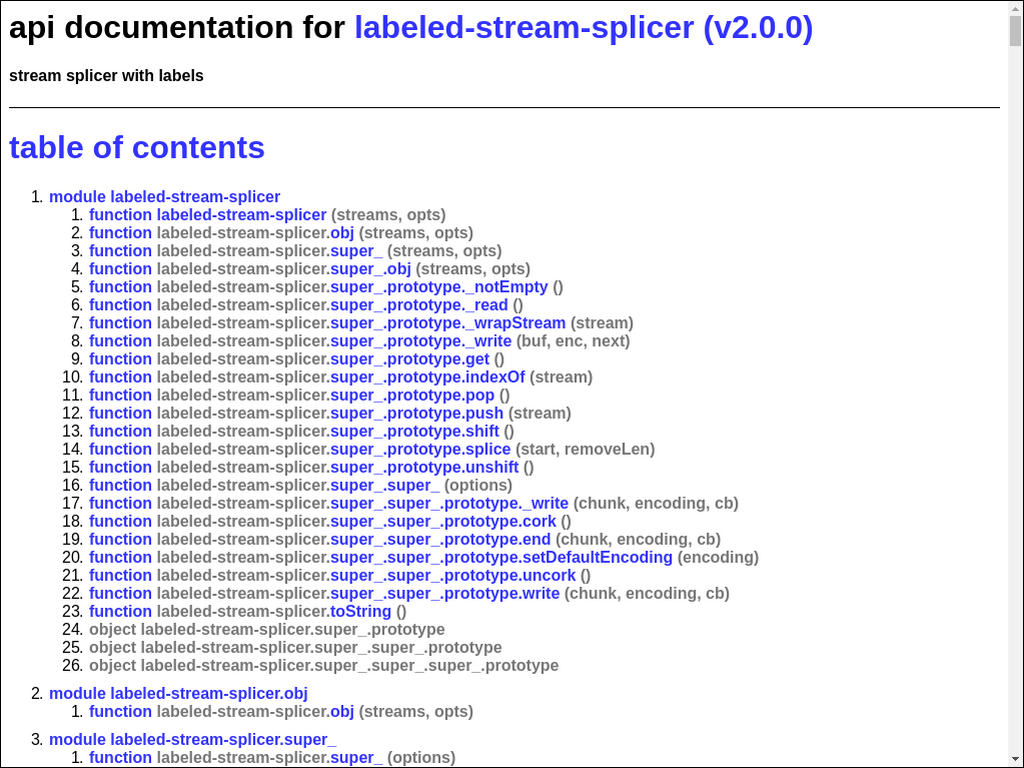 api documentation for labeled-stream-splicer (v2.0.0)
stream splicer with labels
table of contents
1. module labeled-stream-splicer
1. function labeled-stream-splicer (streams, opts)
2. function labeled-stream-splicer.obj (streams, opts)
3. function labeled-stream-splicer.super_ (streams, opts)
4. function labeled-stream-splicer.super_.obj (streams, opts)
5. function labeled-stream-splicer.super_.prototype._notEmpty ()
6. function labeled-stream-splicer.super_.prototype._read ()
7. function labeled-stream-splicer.super_.prototype._wrapStream (stream)
8. function labeled-stream-splicer.super_.prototype._write (buf, enc, next)
9. function labeled-stream-splicer.super_.prototype.get ()
10. function labeled-stream-splicer.super_.prototype.indexOf (stream)
11. function labeled-stream-splicer.super_.prototype.pop ()
12. function labeled-stream-splicer.super_.prototype.push (stream)
13. function labeled-stream-splicer.super_.prototype.shift ()
14. function labeled-stream-splicer.super_.prototype.splice (start, removeLen)
15. function labeled-stream-splicer.super_.prototype.unshift ()
16. function labeled-stream-splicer.super_.super_ (options)
17. function labeled-stream-splicer.super_.super_.prototype._write (chunk, encoding, cb)
18. function labeled-stream-splicer.super_.super_.prototype.cork ()
19. function labeled-stream-splicer.super_.super_.prototype.end (chunk, encoding, cb)
20. function labeled-stream-splicer.super_.super_.prototype.setDefaultEncoding (encoding)
21. function labeled-stream-splicer.super_.super_.prototype.uncork ()
22. function labeled-stream-splicer.super_.super_.prototype.write (chunk, encoding, cb)
23. function labeled-stream-splicer.toString ()
24. object labeled-stream-splicer.super_.prototype
25. object labeled-stream-splicer.super_.super_.prototype
26. object labeled-stream-splicer.super_.super_.super_.prototype
2. module labeled-stream-splicer.obj
1. function labeled-stream-splicer.obj (streams, opts)
3. module labeled-stream-splicer.super_
1. function labeled-stream-splicer.super_ (options)